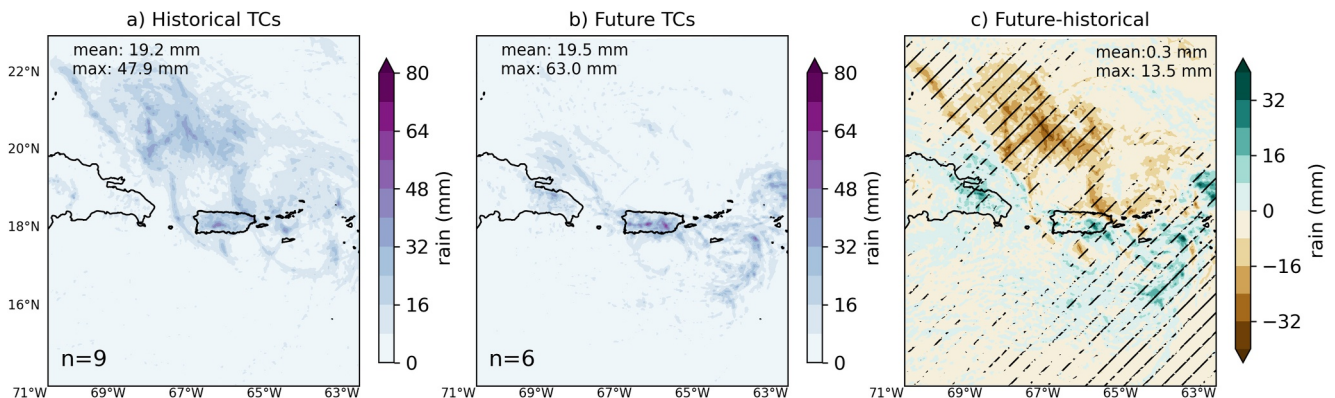 a) Historical TCs
mean: 19.2 mm
max: 47.9 mm
22°N
20°N
18°N
16°N
n=9
71°W
69°W
67°W
65°W
63°W
80
64
48
32
16
0
rain (mm)
b) Future TCs
mean: 19.5 mm
max: 63.0 mm
n=6
71°W
69°W
67°W
65°W
63°W
80
64
48
32
16
0
rain (mm)
c) Future-historical
mean:0.3 mm
max: 13.5 mm
71°W
69°W
67°W
65°W
63°W
32
16
0
−16
−32
rain (mm)